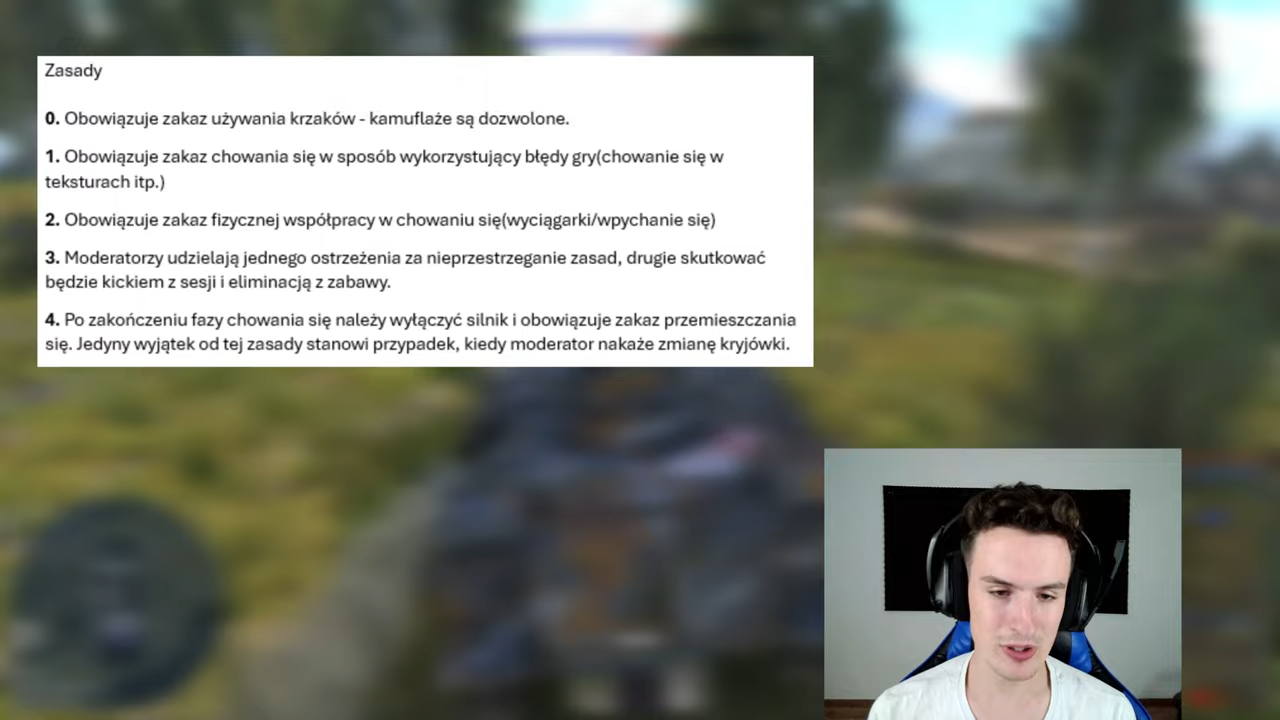 Zasady
0. Obowiązuje zakaz używania krzaków - kamuflaże są dozwolone.
1. Obowiązuje zakaz chowania się w sposób wykorzystujący błędy gry(chowanie się w
teksturach itp.)
2. Obowiązuje zakaz fizycznej współpracy w chowaniu się(wyciągarki/wpychanie się)
3. Moderatorzy udzielają jednego ostrzeżenia za nieprzestrzeganie zasad, drugie skutkować
będzie kickiem z sesji i eliminacją z zabawy.
4. Po zakończeniu fazy chowania się należy wyłączyć silnik i obowiązuje zakaz przemieszczania
się. Jedyny wyjątek od tej zasady stanowi przypadek, kiedy moderator nakaże zmianę kryjówki.